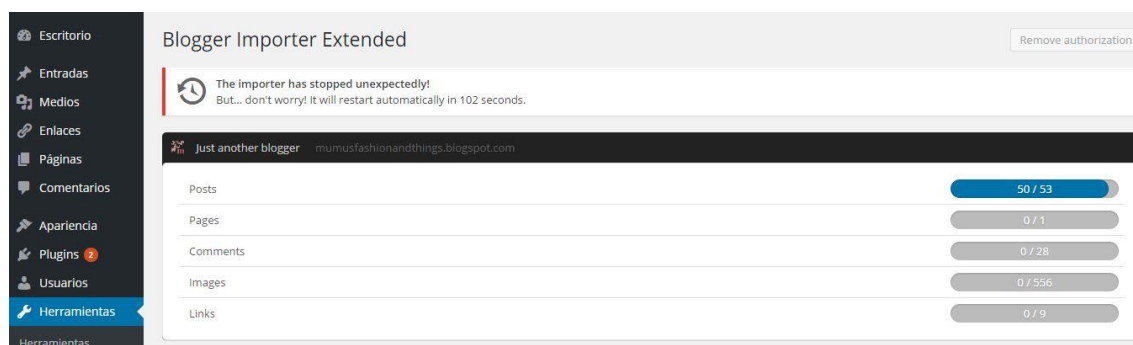 Escritorio
Entradas
Medios
Enlaces
Páginas
Comentarios
Apariencia
Plugins 2
Usuarios
Herramientas
Herramientas
Blogger Importer Extended
Remove authorization
The importer has stopped unexpectedly!
But... don't worry! It will restart automatically in 102 seconds.
Just another blogger mumusfashionandthings.blogspot.com
Posts 50 / 53
Pages 0 / 1
Comments 0 / 28
Images 0 / 556
Links 0 / 9